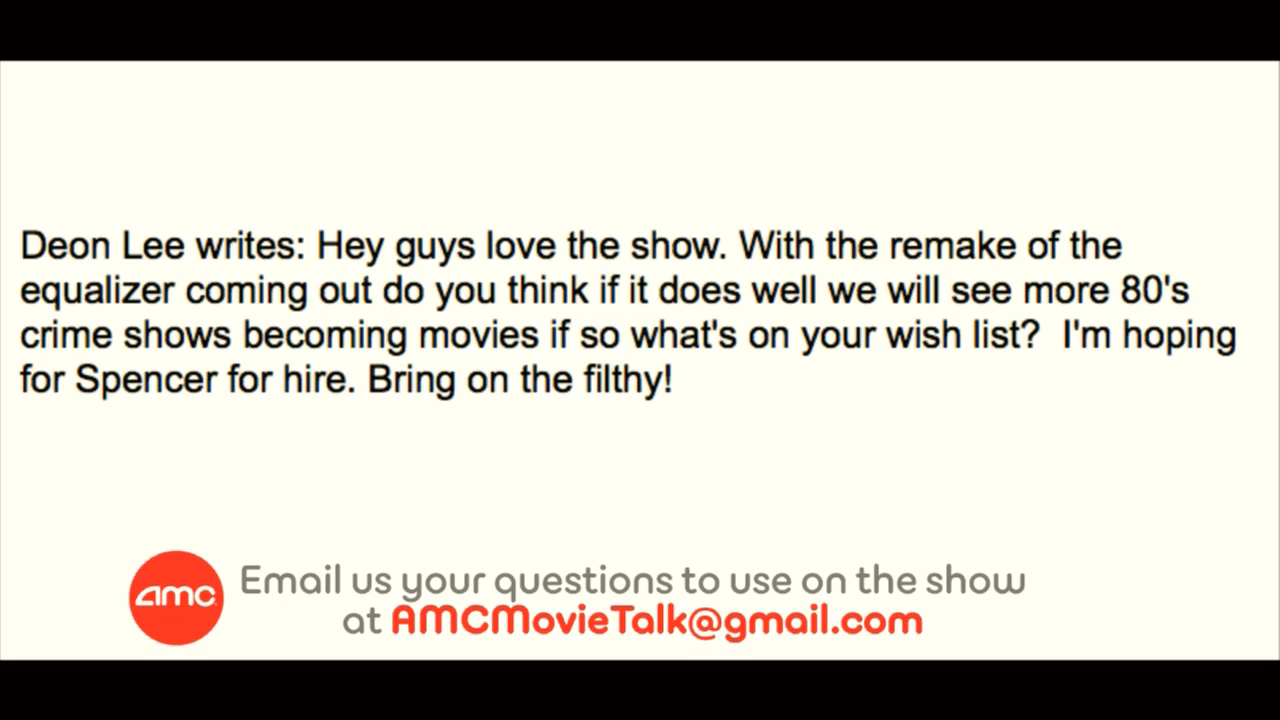 Deon Lee writes: Hey guys love the show. With the remake of the
equalizer coming out do you think if it does well we will see more 80's
crime shows becoming movies if so what's on your wish list?  I'm hoping
for Spencer for hire. Bring on the filthy!
amc
Email us your questions to use on the show
at AMCMovieTalk@gmail.com